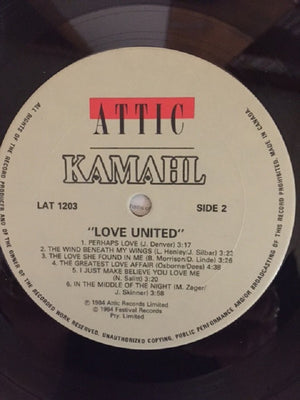 ATTIC
KAMAHL
LAT 1203
SIDE 2
"LOVE UNITED"
1. PERHAPS LOVE (J. Denver) 3:17
2. THE WIND BENEATH MY WINGS (L. Henley/J. Silbar) 3:23
3. THE LOVE SHE FOUND IN ME (B. Morrison/D. Linde) 3:26
4. THE GREATEST LOVE AFFAIR (Osborne/Dees) 4:38
5. I JUST MAKE BELIEVE YOU LOVE ME
(N. Sallitt) 3:21
6. IN THE MIDDLE OF THE NIGHT (M. Zager/
J. Skinner) 3:58
℗ 1984 Attic Records Limited
© 1984 Festival Records
Pty. Limited
ALL RIGHTS OF THE RECORD PRODUCER AND OF THE OWNER OF THE RECORDED WORK RESERVED. UNAUTHORIZED COPYING, PUBLIC PERFORMANCE AND/OR BROADCASTING OF THIS RECORD PROHIBITED. MADE IN CANADA.